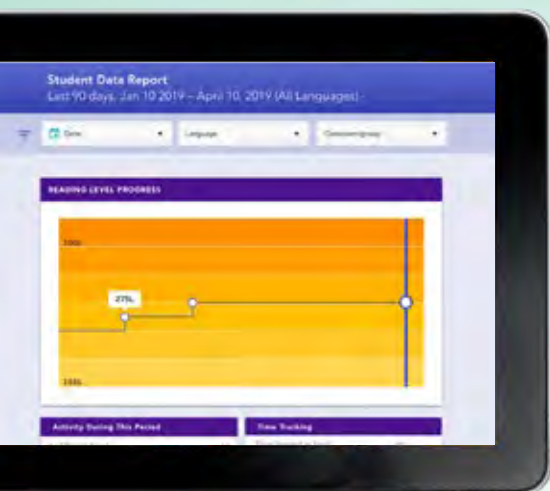 Student Data Report
Last 90 days, Jan 10 2019 – April 10, 2019 (All Languages)
Date
Language
READING LEVEL PROGRESS
275L
Activity During This Period
Time Tracking